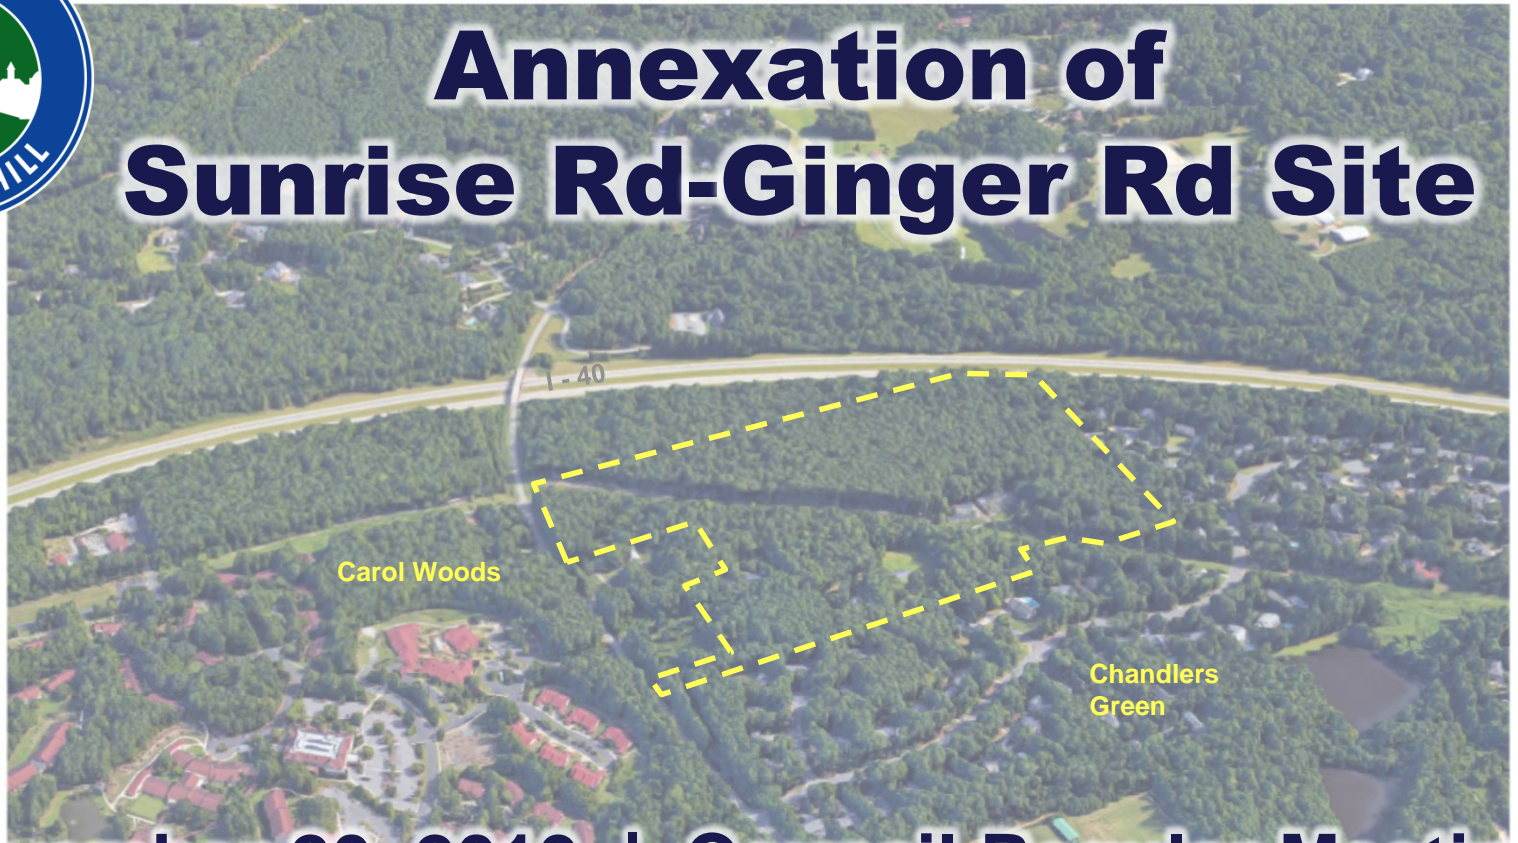 Annexation of
Sunrise Rd-Ginger Rd Site
I - 40
Carol Woods
Chandlers
Green